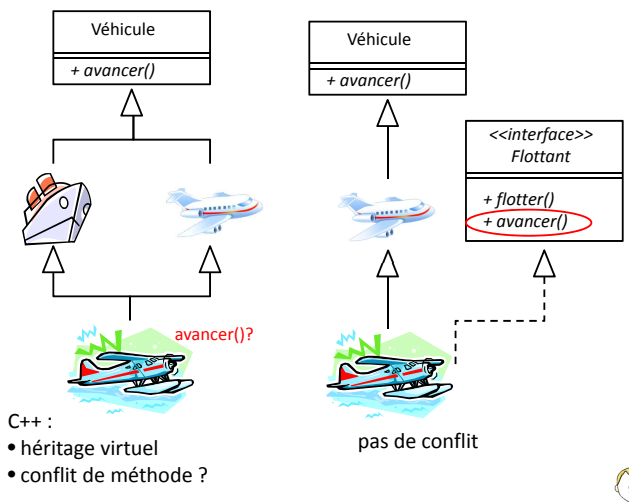 Véhicule
+ avancer()
avancer()?
C++ :
• héritage virtuel
• conflit de méthode ?
Véhicule
+ avancer()
<<interface>>
Flottant
+ flotter()
+ avancer()
pas de conflit